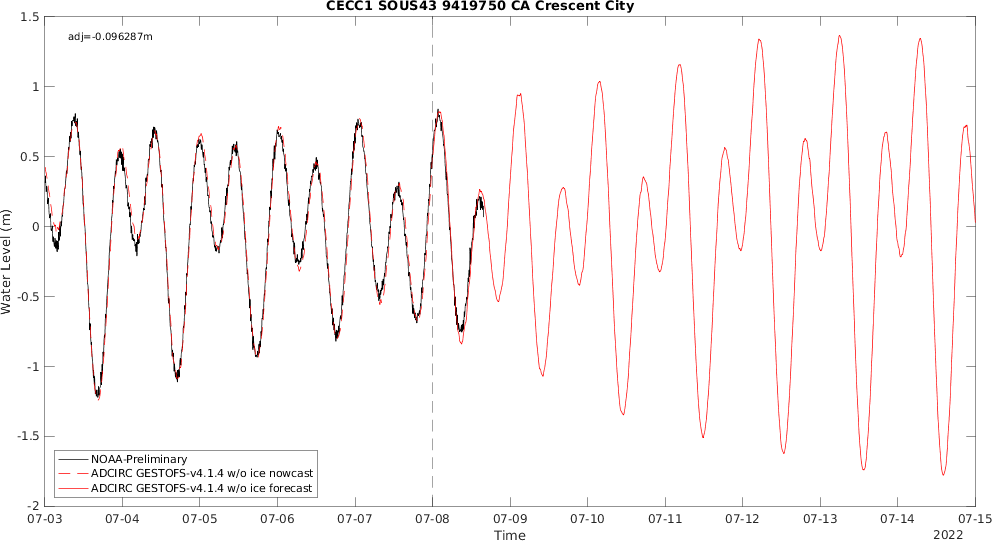 CECC1 SOUS43 9419750 CA Crescent City
adj=-0.096287m
1.5
1
0.5
0
-0.5
-1
-1.5
-2
Water Level (m)
NOAA-Preliminary
ADCIRC GESTOFS-v4.1.4 w/o ice nowcast
ADCIRC GESTOFS-v4.1.4 w/o ice forecast
07-03 07-04 07-05 07-06 07-07 07-08 07-09 07-10 07-11 07-12 07-13 07-14 07-15
Time
2022